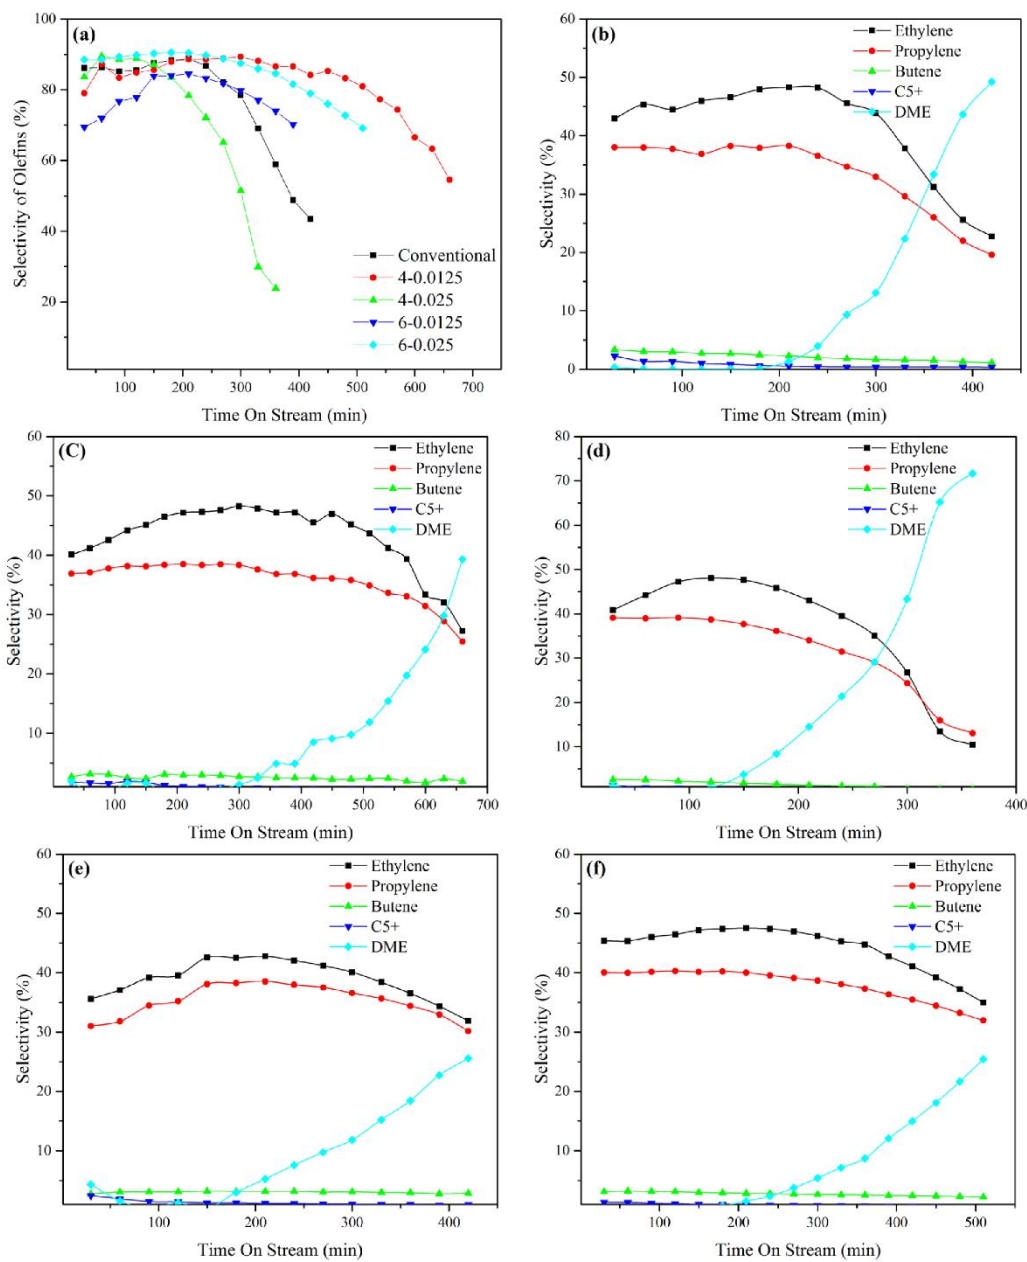 (a)
Selectivity of Olefins (%)
100
80
60
40
20
Conventional
4-0.0125
4-0.025
6-0.0125
6-0.025
100 200 300 400 500 600 700
Time On Stream (min)
(b)
Selectivity (%)
60
50
40
30
20
10
0
Ethylene
Propylene
Butene
C5+
DME
100 200 300 400
Time On Stream (min)
(C)
Selectivity (%)
60
50
40
30
20
10
Ethylene
Propylene
Butene
C5+
DME
100 200 300 400 500 600 700
Time On Stream (min)
(d)
Selectivity (%)
80
70
60
50
40
30
20
10
Ethylene
Propylene
Butene
C5+
DME
100 200 300 400
Time On Stream (min)
(e)
Selectivity (%)
60
50
40
30
20
10
Ethylene
Propylene
Butene
C5+
DME
100 200 300 400
Time On Stream (min)
(f)
Selectivity (%)
60
50
40
30
20
10
Ethylene
Propylene
Butene
C5+
DME
100 200 300 400 500
Time On Stream (min)